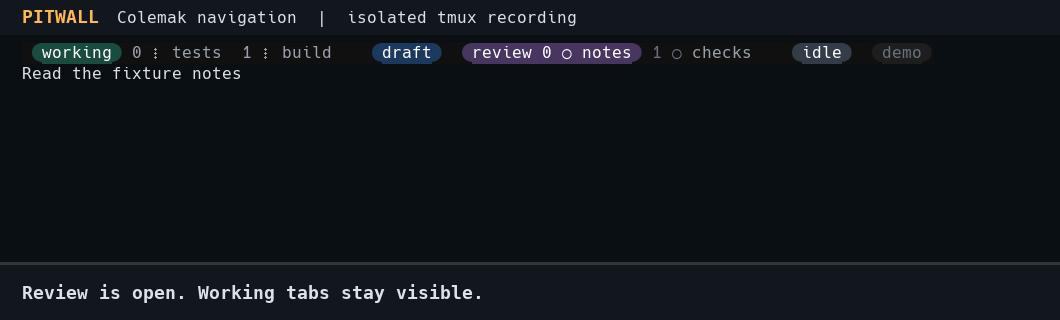 PITWALL Colemak navigation | isolated tmux recording
working 0 ⡇ tests 1 ⡇ build draft review 0 ○ notes 1 ○ checks idle demo
Read the fixture notes
Review is open. Working tabs stay visible.